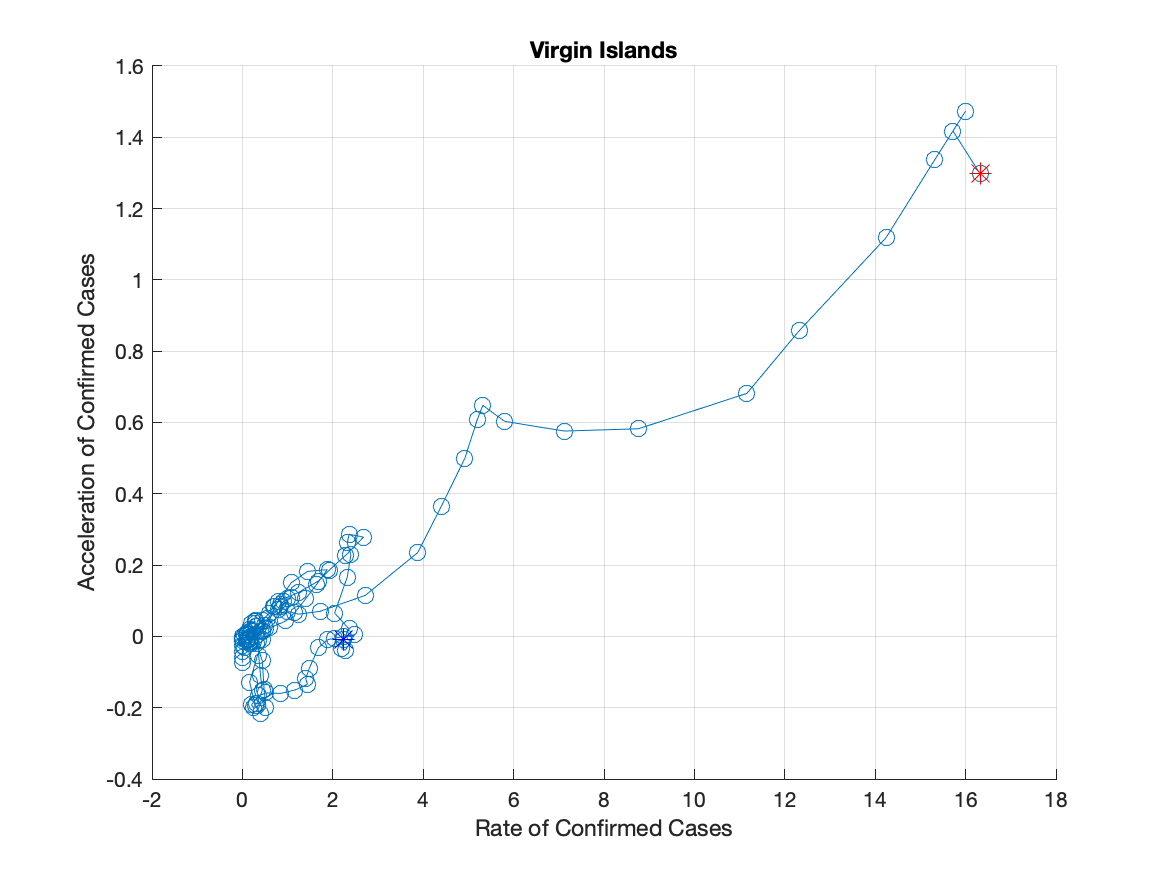 Virgin Islands
1.6
1.4
1.2
1
0.8
0.6
0.4
0.2
0
-0.2
-0.4
Acceleration of Confirmed Cases
-2 0 2 4 6 8 10 12 14 16 18
Rate of Confirmed Cases